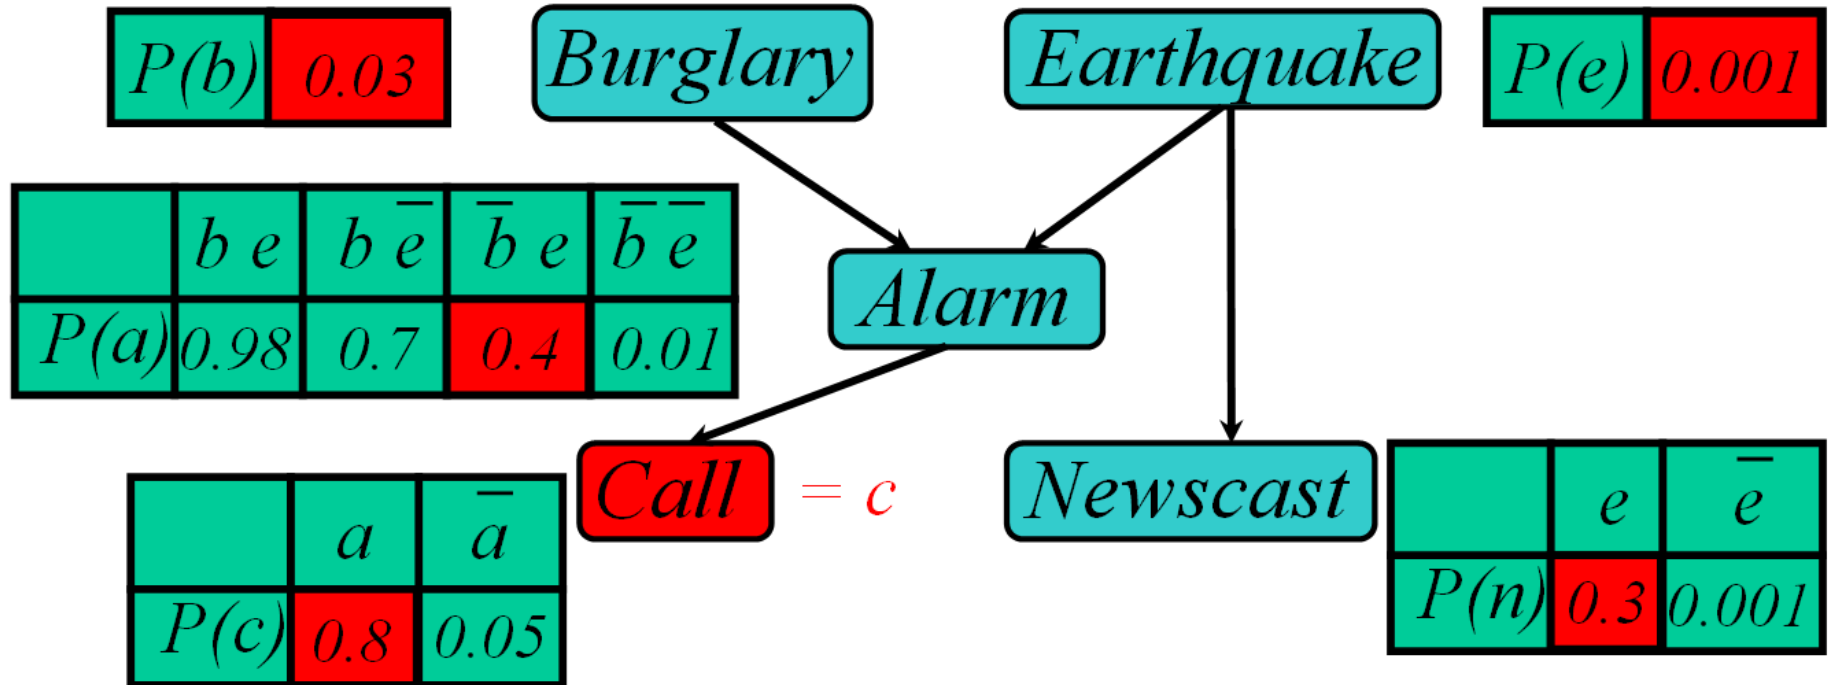 P(b) 0.03
Burglary
Earthquake
P(e) 0.001
b e b e̅ b̅ e b̅ e̅
P(a) 0.98 0.7 0.4 0.01
Alarm
Call = c
Newscast
a a̅
P(c) 0.8 0.05
e e̅
P(n) 0.3 0.001